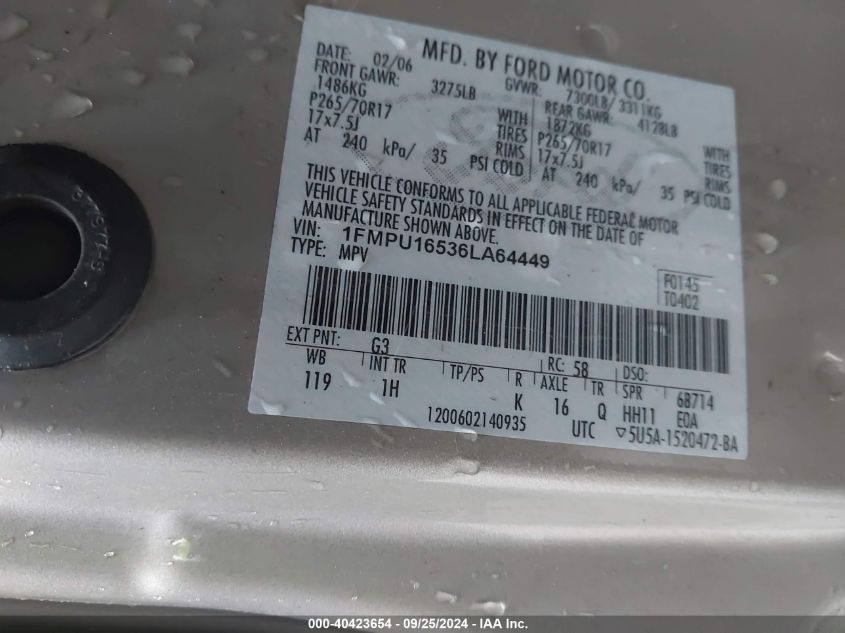 MFD. BY FORD MOTOR CO.
DATE: 02/06 GVWR: 7300LB/ 3311KG
FRONT GAWR: 3275LB REAR GAWR: 4128LB
1486KG WITH 1872KG WITH
P265/70R17 TIRES P265/70R17 TIRES
17x7.5J RIMS 17x7.5J RIMS
AT 240 kPa/ 35 PSI COLD AT 240 kPa/ 35 PSI COLD
THIS VEHICLE CONFORMS TO ALL APPLICABLE FEDERAL MOTOR
VEHICLE SAFETY STANDARDS IN EFFECT ON THE DATE OF
MANUFACTURE SHOWN ABOVE.
VIN: 1FMPU16536LA64449
TYPE: MPV
F0145
T0402
EXT PNT: G3 RC: 58 DSO:
WB INT TR TP/PS R AXLE TR SPR 6B714
119 1H K 16 Q HH11 E0A
1200602140935 UTC ▽5U5A-1520472-BA
000-40423654 / 09/25/2024 / IAAI.COM